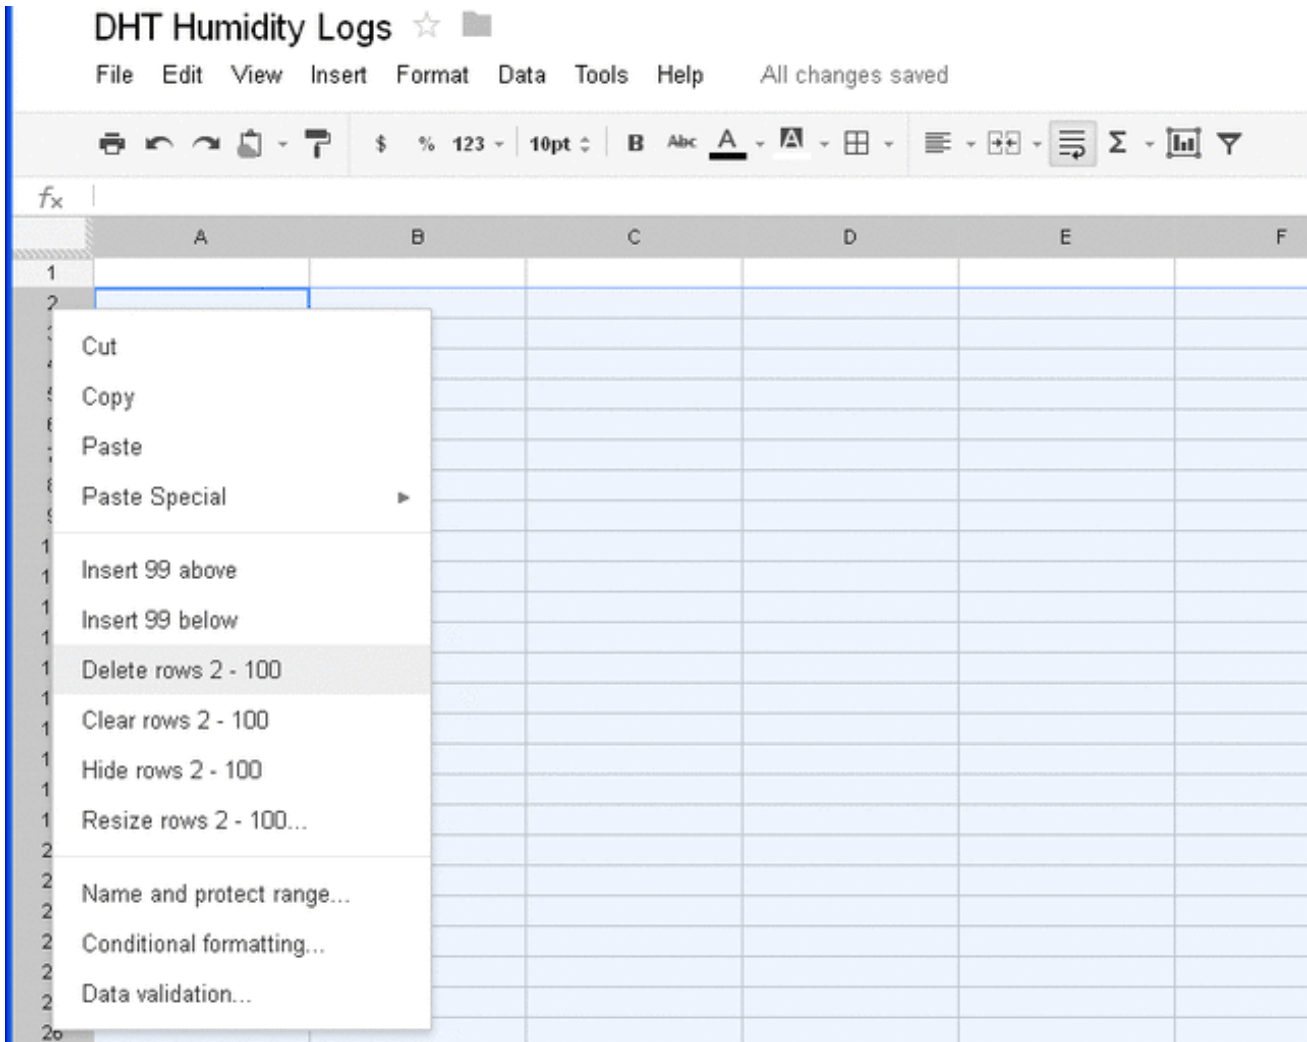 DHT Humidity Logs
File Edit View Insert Format Data Tools Help All changes saved
$ % 123 10pt B Abc A A Σ
fx
A B C D E F
1
2
Cut
Copy
Paste
Paste Special
Insert 99 above
Insert 99 below
Delete rows 2 - 100
Clear rows 2 - 100
Hide rows 2 - 100
Resize rows 2 - 100...
Name and protect range...
Conditional formatting...
Data validation...